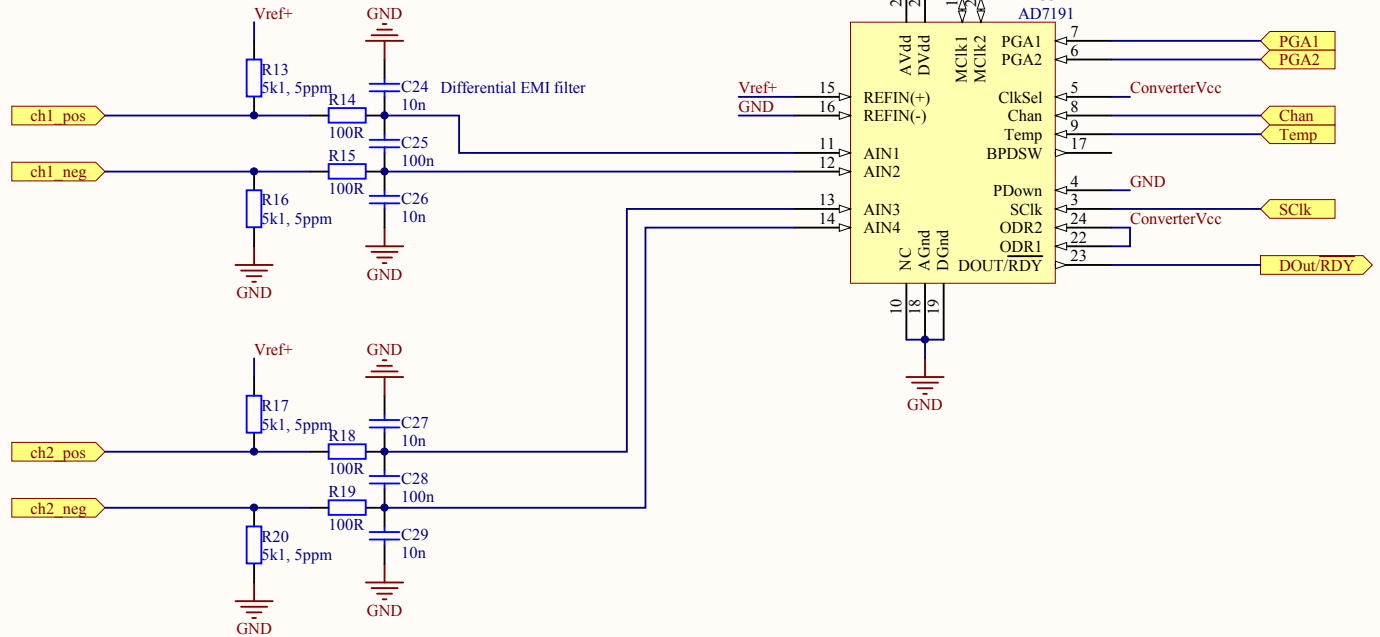 Vref+
GND
R13
5k1, 5ppm
C24
10n
Differential EMI filter
ch1_pos
R14
100R
C25
100n
ch1_neg
R15
100R
R16
5k1, 5ppm
C26
10n
GND
GND
AD7191
AVdd
DVdd
MClk1
MClk2
PGA1
7
PGA1
PGA2
6
PGA2
Vref+
15
REFIN(+)
ClkSel
5
ConverterVcc
GND
16
REFIN(-)
Chan
8
Chan
Temp
9
Temp
11
AIN1
BPDSW
17
12
AIN2
PDown
4
GND
13
AIN3
SClk
3
SClk
14
AIN4
ODR2
24
ConverterVcc
ODR1
22
NC
AGnd
DGnd
DOUT/RDY
23
DOut/RDY
10
18
19
GND
Vref+
GND
R17
5k1, 5ppm
C27
10n
ch2_pos
R18
100R
C28
100n
ch2_neg
R19
100R
R20
5k1, 5ppm
C29
10n
GND
GND